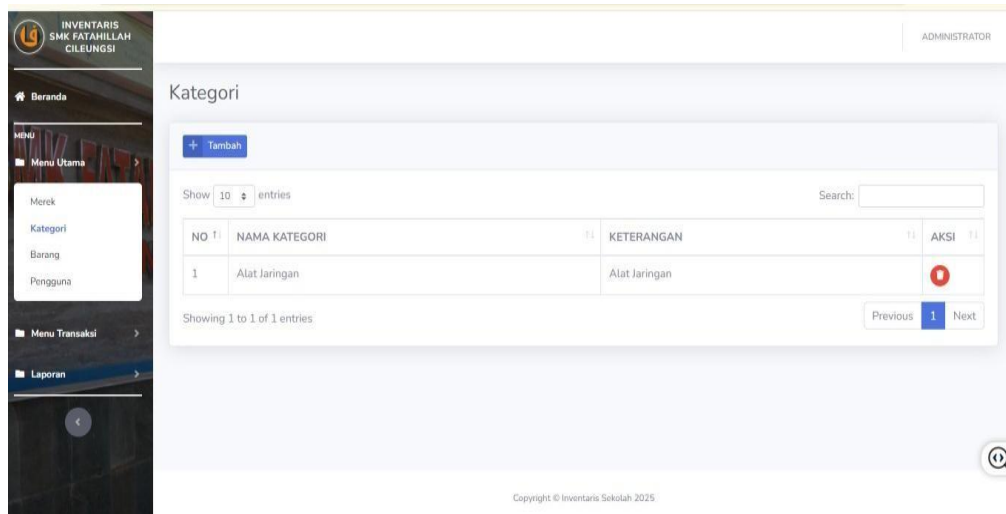 INVENTARIS
SMK FATAHILLAH
CILEUNGSI
ADMINISTRATOR
Beranda
MENU
Menu Utama
Merek
Kategori
Barang
Pengguna
Menu Transaksi
Laporan
Kategori
+ Tambah
Show 10 entries
Search:
NO NAMA KATEGORI KETERANGAN AKSI
1 Alat Jaringan Alat Jaringan
Showing 1 to 1 of 1 entries
Previous 1 Next
Copyright © Inventaris Sekolah 2025